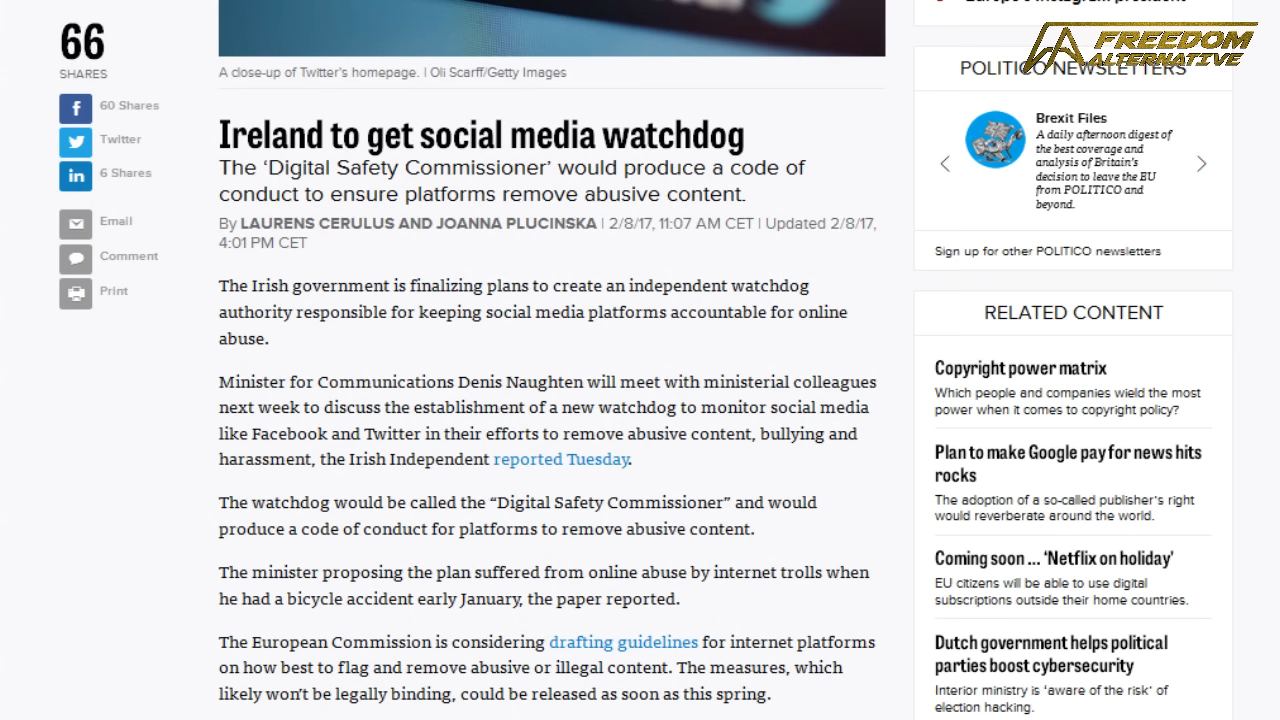 66
SHARES
60 Shares
Twitter
6 Shares
Email
Comment
Print
A close-up of Twitter's homepage. | Oli Scarff/Getty Images
Ireland to get social media watchdog
The 'Digital Safety Commissioner' would produce a code of
conduct to ensure platforms remove abusive content.
By LAURENS CERULUS AND JOANNA PLUCINSKA | 2/8/17, 11:07 AM CET | Updated 2/8/17,
4:01 PM CET
The Irish government is finalizing plans to create an independent watchdog
authority responsible for keeping social media platforms accountable for online
abuse.
Minister for Communications Denis Naughten will meet with ministerial colleagues
next week to discuss the establishment of a new watchdog to monitor social media
like Facebook and Twitter in their efforts to remove abusive content, bullying and
harassment, the Irish Independent reported Tuesday.
The watchdog would be called the “Digital Safety Commissioner” and would
produce a code of conduct for platforms to remove abusive content.
The minister proposing the plan suffered from online abuse by internet trolls when
he had a bicycle accident early January, the paper reported.
The European Commission is considering drafting guidelines for internet platforms
on how best to flag and remove abusive or illegal content. The measures, which
likely won't be legally binding, could be released as soon as this spring.
FREEDOM
ALTERNATIVE
POLITICO NEWSLETTERS
Brexit Files
A daily afternoon digest of
the best coverage and
analysis of Britain's
decision to leave the EU
from POLITICO and
beyond.
Sign up for other POLITICO newsletters
RELATED CONTENT
Copyright power matrix
Which people and companies wield the most
power when it comes to copyright policy?
Plan to make Google pay for news hits
rocks
The adoption of a so-called publisher's right
would reverberate around the world.
Coming soon ... 'Netflix on holiday'
EU citizens will be able to use digital
subscriptions outside their home countries.
Dutch government helps political
parties boost cybersecurity
Interior ministry is 'aware of the risk' of
election hacking.